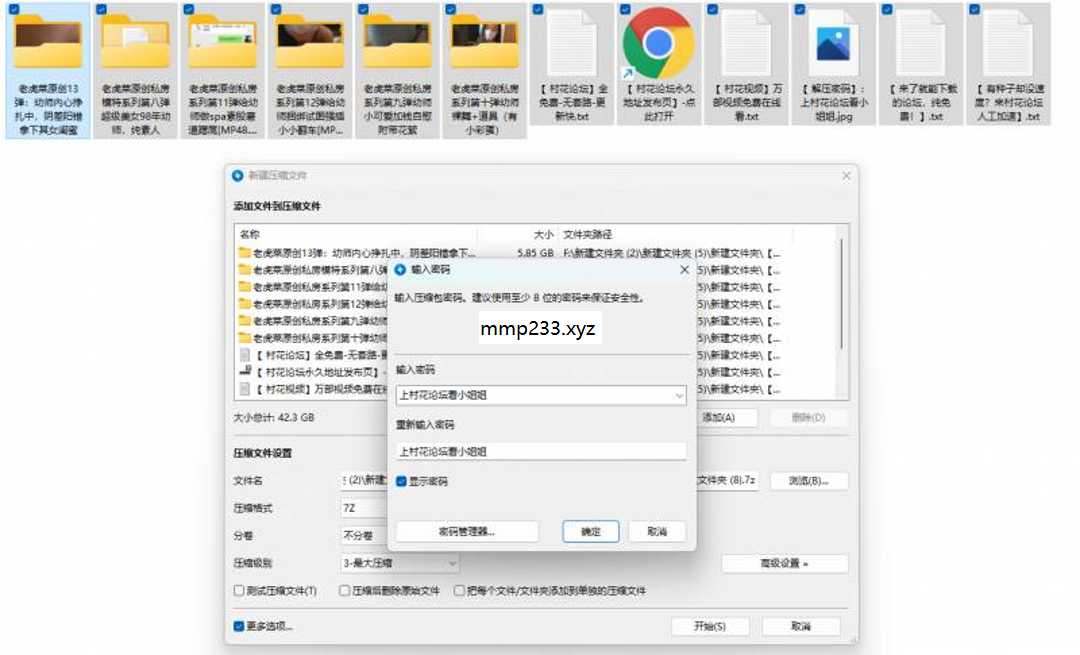 老虎菜原创13
弹：幼师内心挣
扎中，阴差阳错
拿下其女闺蜜
老虎菜原创私房
模特系列第八弹
超级美女98年幼
师，纯素人
老虎菜原创私房
系列第11弹给幼
师做spa素股磨
道蹭蹭[MP48....
老虎菜原创私房
系列第12弹给幼
师捆绑试图强插
小小翻车[MP...
老虎菜原创私房
系列第九弹幼师
小可爱加钱自慰
附带花絮
老虎菜原创私房
系列第十弹幼师
裸舞+道具（有
小彩蛋）
【 村花论坛】全
免费-无套路-更
新快.txt
【 村花论坛永久
地址发布页】-点
此打开
【 村花视频】万
部视频免费在线
看.txt
【 解压密码】：
上村花论坛看小
姐姐.jpg
【 来了就能下载
的论坛，纯免
费！】.txt
【 有种子却没速
度？来村花论坛
人工加速】.txt
新建压缩文件
添加文件到压缩文件
名称 大小 文件夹路径
老虎菜原创13弹：幼师内心挣扎中，阴差阳错拿下... 5.85 GB F:\新建文件夹 (2)\新建文件夹 (5)\新建文件夹\【...
老虎菜原创私房模特系列第八弹 (5)\新建文件夹\【...
老虎菜原创私房系列第11弹给幼 (5)\新建文件夹\【...
老虎菜原创私房系列第12弹给幼 (5)\新建文件夹\【...
老虎菜原创私房系列第九弹幼师 (5)\新建文件夹\【...
老虎菜原创私房系列第十弹幼师 (5)\新建文件夹\【...
【 村花论坛】全免费-无套路-更 (5)\新建文件夹\【...
【 村花论坛永久地址发布页】- (5)\新建文件夹\【...
【 村花视频】万部视频免费在线 (5)\新建文件夹\【...
大小总计: 42.3 GB
添加(A)
删除(D)
压缩文件设置
文件名 (2)\新建 文件夹 (8).7z 浏览(B)...
压缩格式 7Z
分卷 不分卷
压缩级别 3-最大压缩 高级设置 »
测试压缩文件(T) 压缩后删除原始文件 把每个文件/文件夹添加到单独的压缩文件
更多选项... 开始(S) 取消
输入密码
输入压缩包密码。建议使用至少 8 位的密码来保证安全性。
mmp233.xyz
输入密码
上村花论坛看小姐姐
重新输入密码
上村花论坛看小姐姐
显示密码
密码管理器... 确定 取消